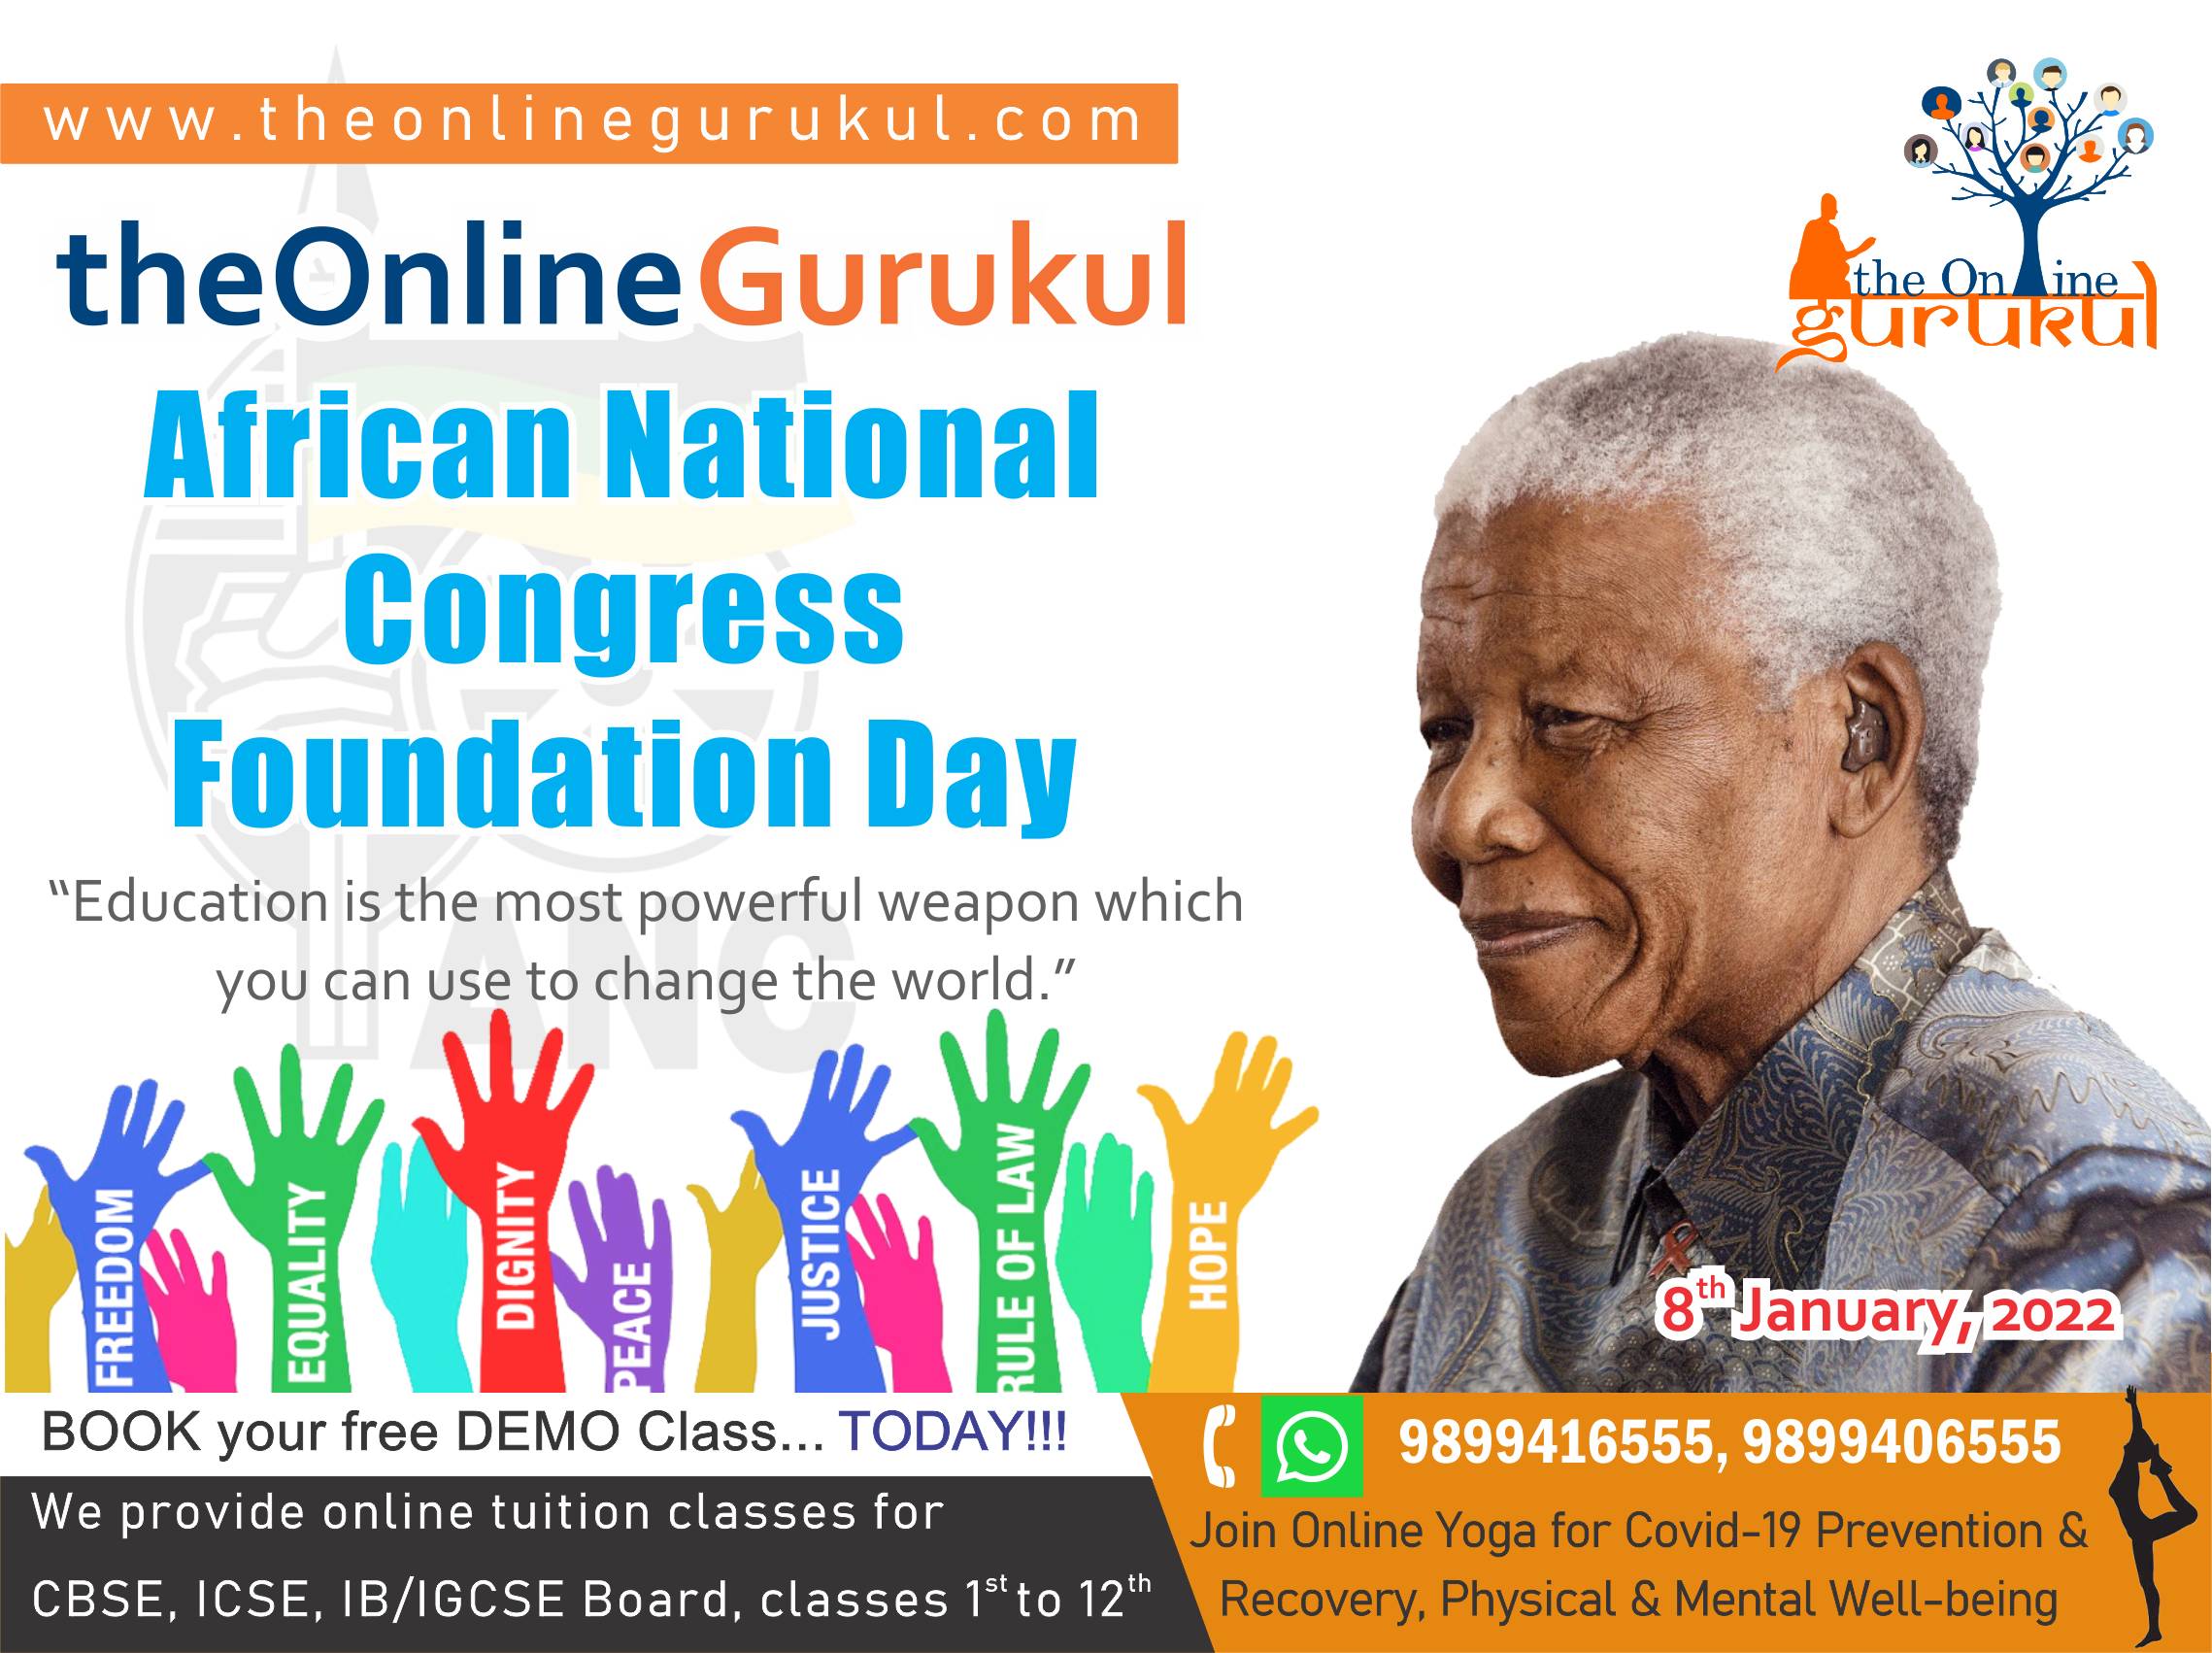 www.theonlinegurukul.com
theOnlineGurukul
the Online
gurukul
African National
Congress
Foundation Day
“Education is the most powerful weapon which
you can use to change the world.”
ANC
FREEDOM
EQUALITY
DIGNITY
PEACE
JUSTICE
RULE OF LAW
HOPE
8th January, 2022
BOOK your free DEMO Class... TODAY!!!
9899416555, 9899406555
We provide online tuition classes for
CBSE, ICSE, IB/IGCSE Board, classes 1st to 12th
Join Online Yoga for Covid-19 Prevention &
Recovery, Physical & Mental Well-being